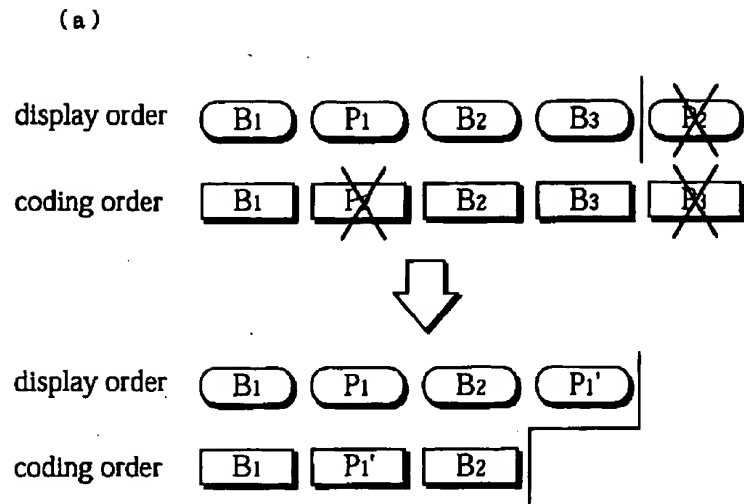 (a)
display order B1 P1 B2 B3
coding order B1 B2 B3
display order B1 P1 B2 P1'
coding order B1 P1' B2